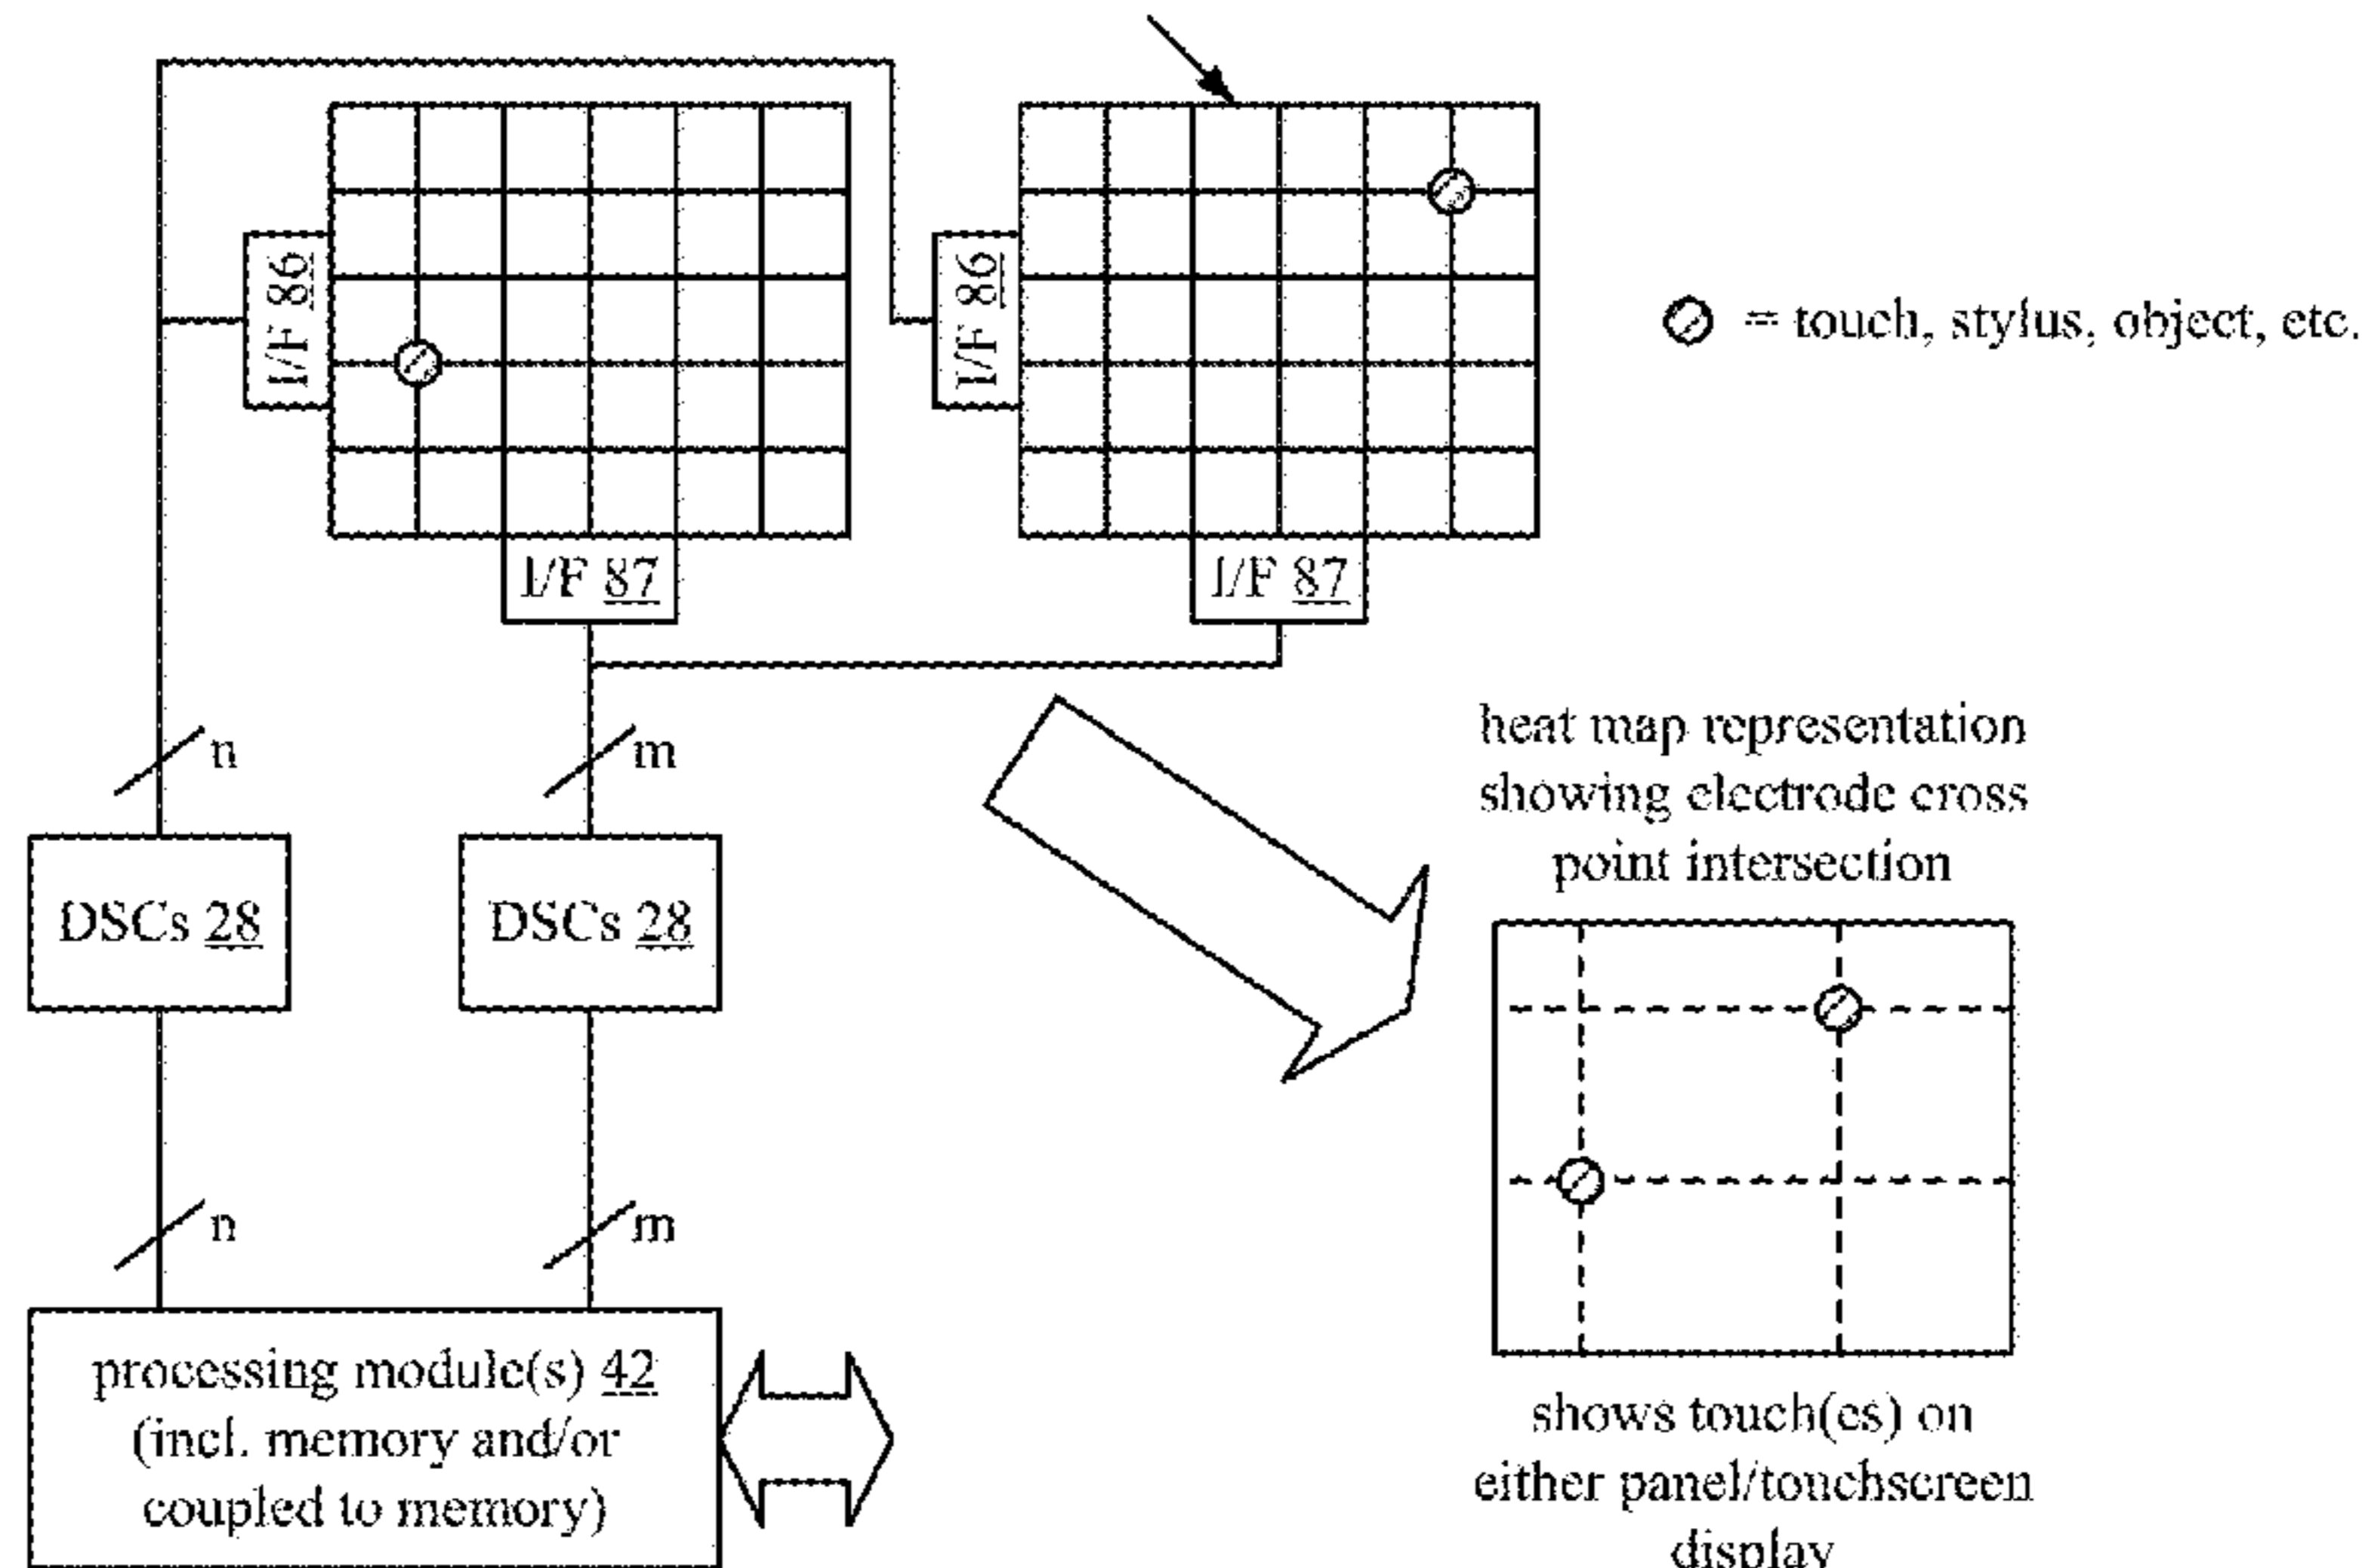 I/F 86
I/F 86
= touch, stylus, object, etc.
I/F 87
I/F 87
n
m
heat map representation
showing electrode cross
point intersection
DSCs 28
DSCs 28
n
m
processing module(s) 42
(incl. memory and/or
coupled to memory)
shows touch(es) on
either panel/touchscreen
display